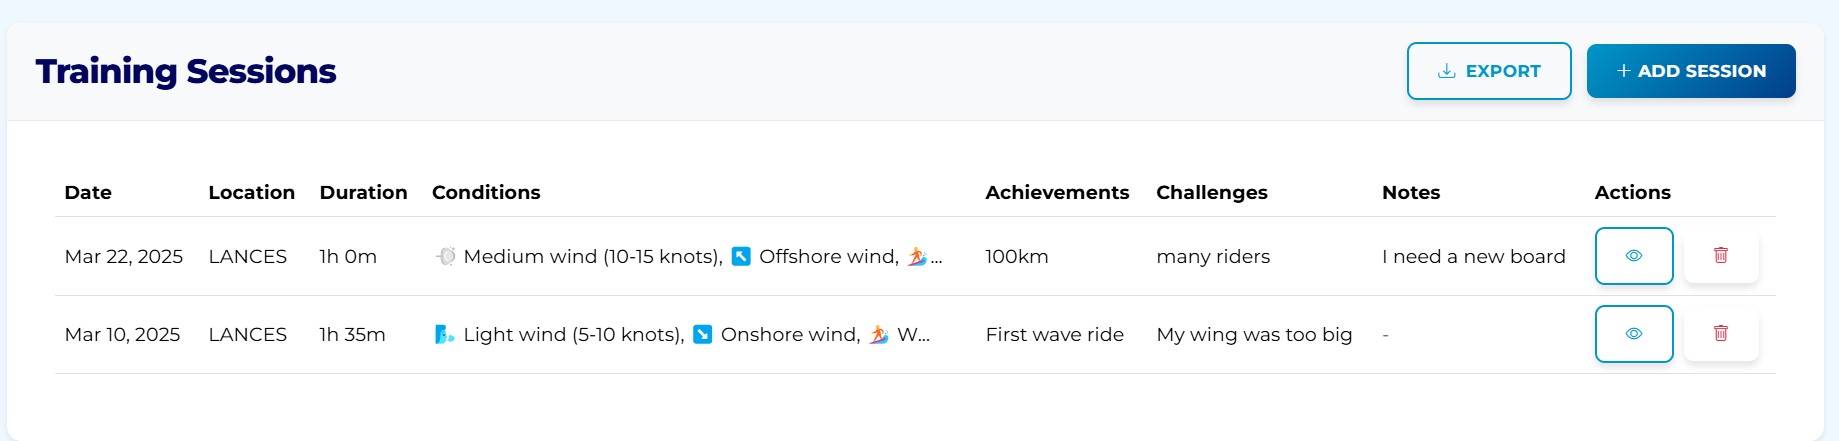 Training Sessions
EXPORT
+ ADD SESSION
Date Location Duration Conditions Achievements Challenges Notes Actions
Mar 22, 2025 LANCES 1h 0m 💨 Medium wind (10-15 knots), ↖️ Offshore wind, 🏄... 100km many riders I need a new board
Mar 10, 2025 LANCES 1h 35m 🌬️ Light wind (5-10 knots), ↘️ Onshore wind, 🏄 W... First wave ride My wing was too big -